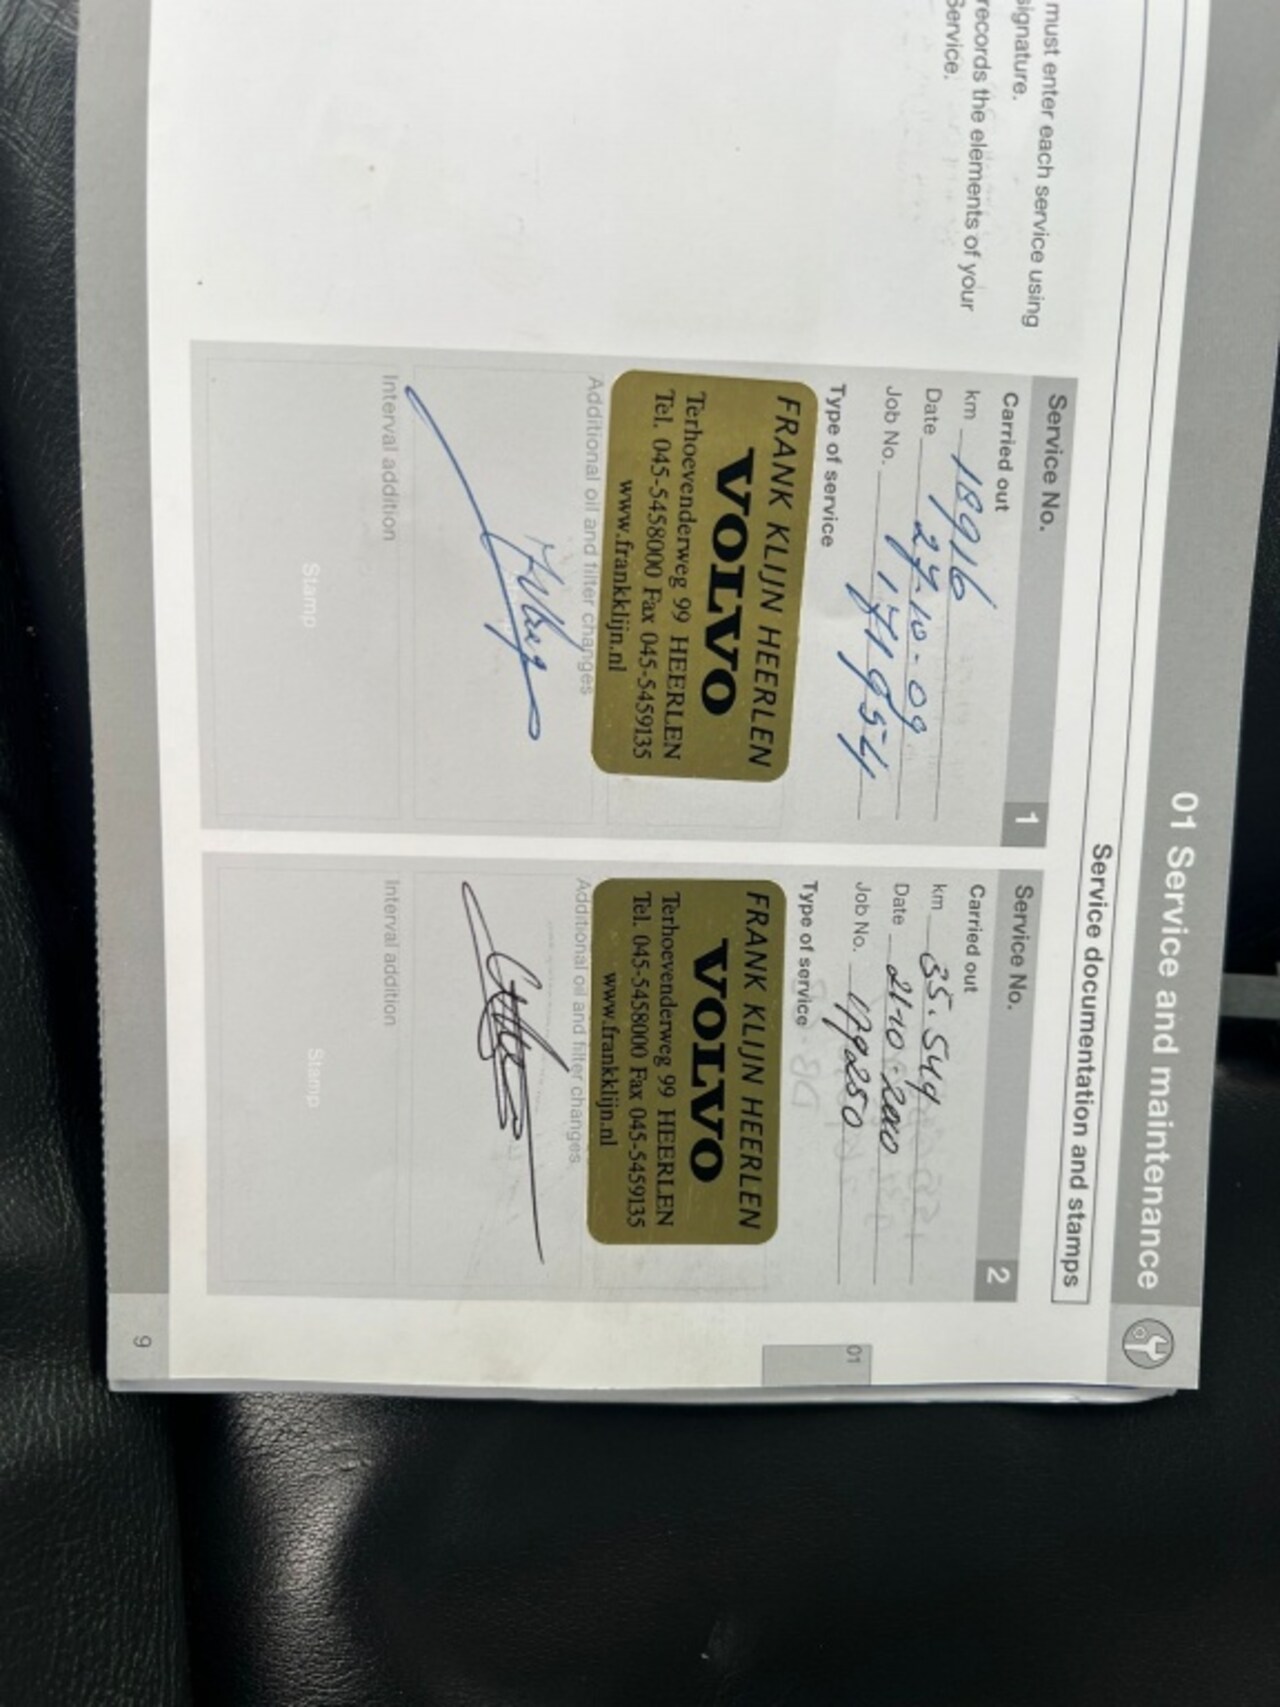 01 Service and maintenance
Service documentation and stamps
must enter each service using
signature.
records the elements of your
Service.
Service No. 1
Carried out
km 18916
Date 27-10-09
Job No. 171954
Type of service
FRANK KLIJN HEERLEN
VOLVO
Terhoevenderweg 99 HEERLEN
Tel. 045-5458000 Fax 045-5459135
www.frankklijn.nl
Additional oil and filter changes
Interval addition
Stamp
Service No. 2
Carried out
km 35.544
Date 21-10 2010
Job No. 179250
Type of service
FRANK KLIJN HEERLEN
VOLVO
Terhoevenderweg 99 HEERLEN
Tel. 045-5458000 Fax 045-5459135
www.frankklijn.nl
Additional oil and filter changes
Interval addition
Stamp
01
9